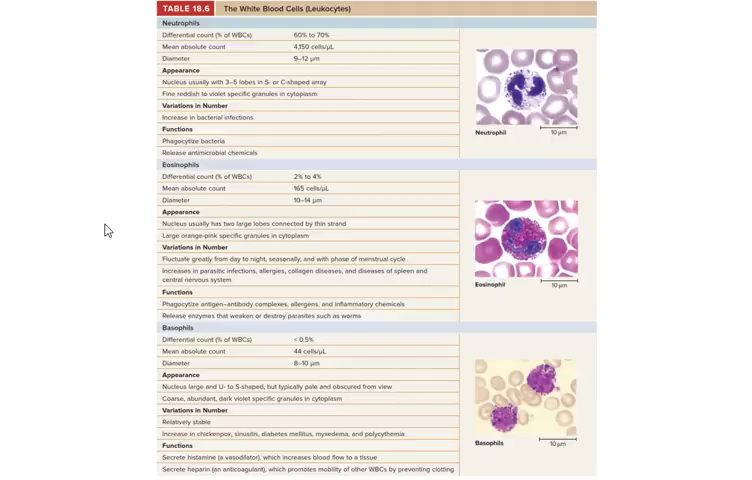 TABLE 18.6 The White Blood Cells (Leukocytes)
Neutrophils
Differential count (% of WBCs) 60% to 70%
Mean absolute count 4,150 cells/μL
Diameter 9–12 μm
Appearance
Nucleus usually with 3–5 lobes in S- or C-shaped array
Fine reddish to violet specific granules in cytoplasm
Variations in Number
Increase in bacterial infections
Functions
Phagocytize bacteria
Release antimicrobial chemicals
Neutrophil 10 μm
Eosinophils
Differential count (% of WBCs) 2% to 4%
Mean absolute count 165 cells/μL
Diameter 10–14 μm
Appearance
Nucleus usually has two large lobes connected by thin strand
Large orange-pink specific granules in cytoplasm
Variations in Number
Fluctuate greatly from day to night, seasonally, and with phase of menstrual cycle
Increases in parasitic infections, allergies, collagen diseases, and diseases of spleen and
central nervous system
Functions
Phagocytize antigen–antibody complexes, allergens, and inflammatory chemicals
Release enzymes that weaken or destroy parasites such as worms
Eosinophil 10 μm
Basophils
Differential count (% of WBCs) < 0.5%
Mean absolute count 44 cells/μL
Diameter 8–10 μm
Appearance
Nucleus large and U- to S-shaped, but typically pale and obscured from view
Coarse, abundant, dark violet specific granules in cytoplasm
Variations in Number
Relatively stable
Increase in chickenpox, sinusitis, diabetes mellitus, myxedema, and polycythemia
Functions
Secrete histamine (a vasodilator), which increases blood flow to a tissue
Secrete heparin (an anticoagulant), which promotes mobility of other WBCs by preventing clotting
Basophils 10 μm